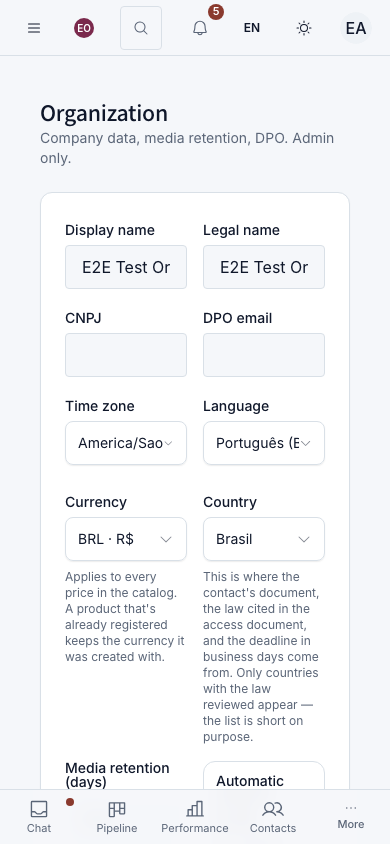 EO
5
EN
EA
Organization
Company data, media retention, DPO. Admin
only.
Display name
Legal name
E2E Test Or
E2E Test Or
CNPJ
DPO email
Time zone
Language
America/Sao
Português (B
Currency
Country
BRL · R$
Brasil
Applies to every
price in the catalog.
A product that's
already registered
keeps the currency it
was created with.
This is where the
contact's document,
the law cited in the
access document,
and the deadline in
business days come
from. Only countries
with the law
reviewed appear —
the list is short on
purpose.
Media retention
(days)
Automatic
Chat
Pipeline
Performance
Contacts
More